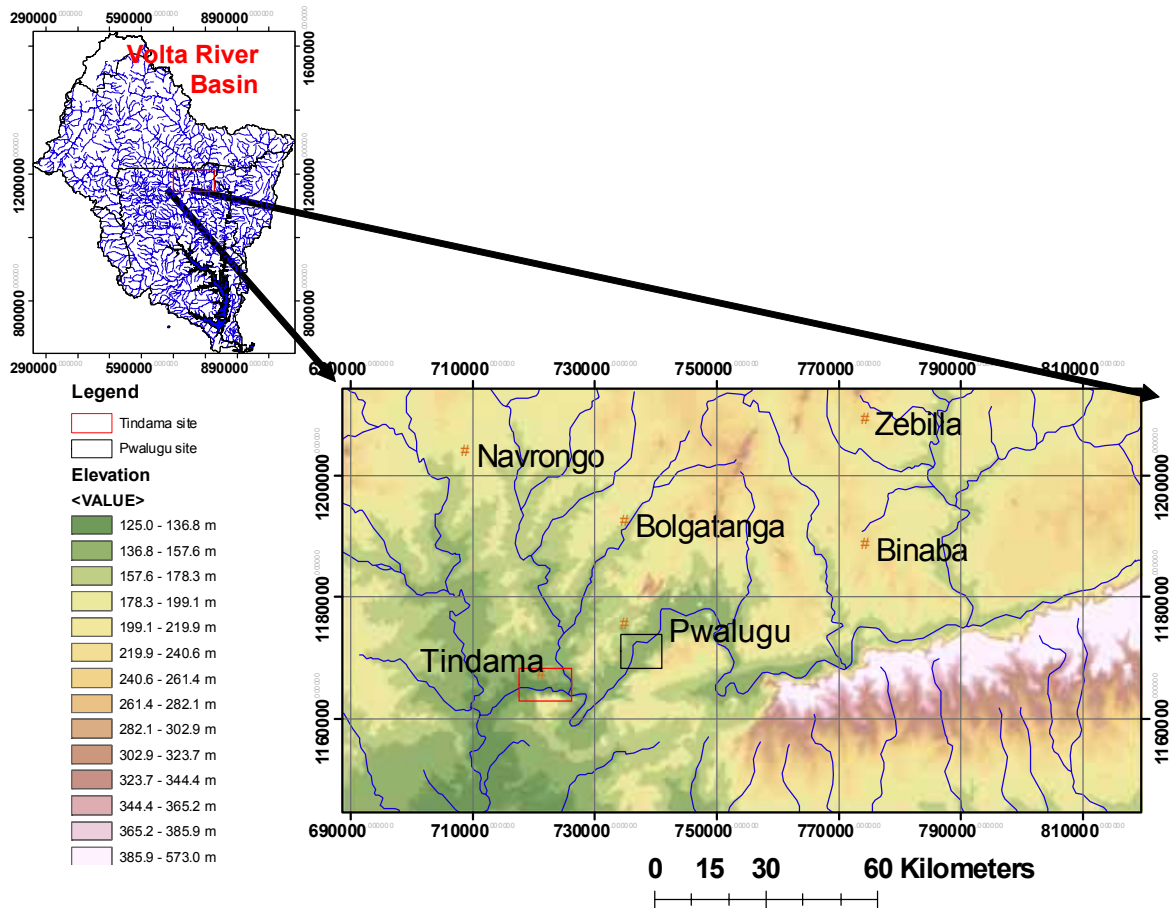 290000 590000 890000
Volta River
Basin
1600000
1200000
1200000
800000
800000
290000 590000 890000
Legend
Tindama site
Pwalugu site
Elevation
<VALUE>
125.0 - 136.8 m
136.8 - 157.6 m
157.6 - 178.3 m
178.3 - 199.1 m
199.1 - 219.9 m
219.9 - 240.6 m
240.6 - 261.4 m
261.4 - 282.1 m
282.1 - 302.9 m
302.9 - 323.7 m
323.7 - 344.4 m
344.4 - 365.2 m
365.2 - 385.9 m
385.9 - 573.0 m
710000 730000 750000 770000 790000 810000
# Zebilla
# Navrongo
1200000
1200000
# Bolgatanga
# Binaba
1180000
1180000
# Pwalugu
Tindama #
1160000
1160000
690000 710000 730000 750000 770000 790000 810000
0 15 30 60 Kilometers